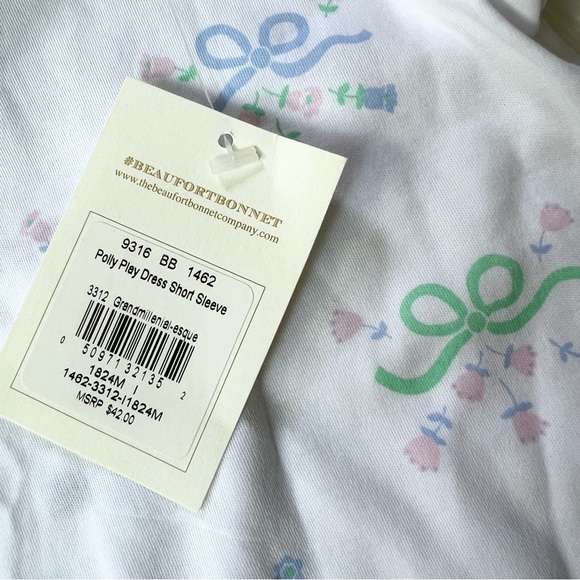 #BEAUFORTBONNET
www.thebeaufortbonnetcompany.com
9316 BB 1462
Polly Play Dress Short Sleeve
3312 Grandmillenial-esque
0 50971 32135 2
1824M I
1462-3312-I1824M
MSRP $42.00